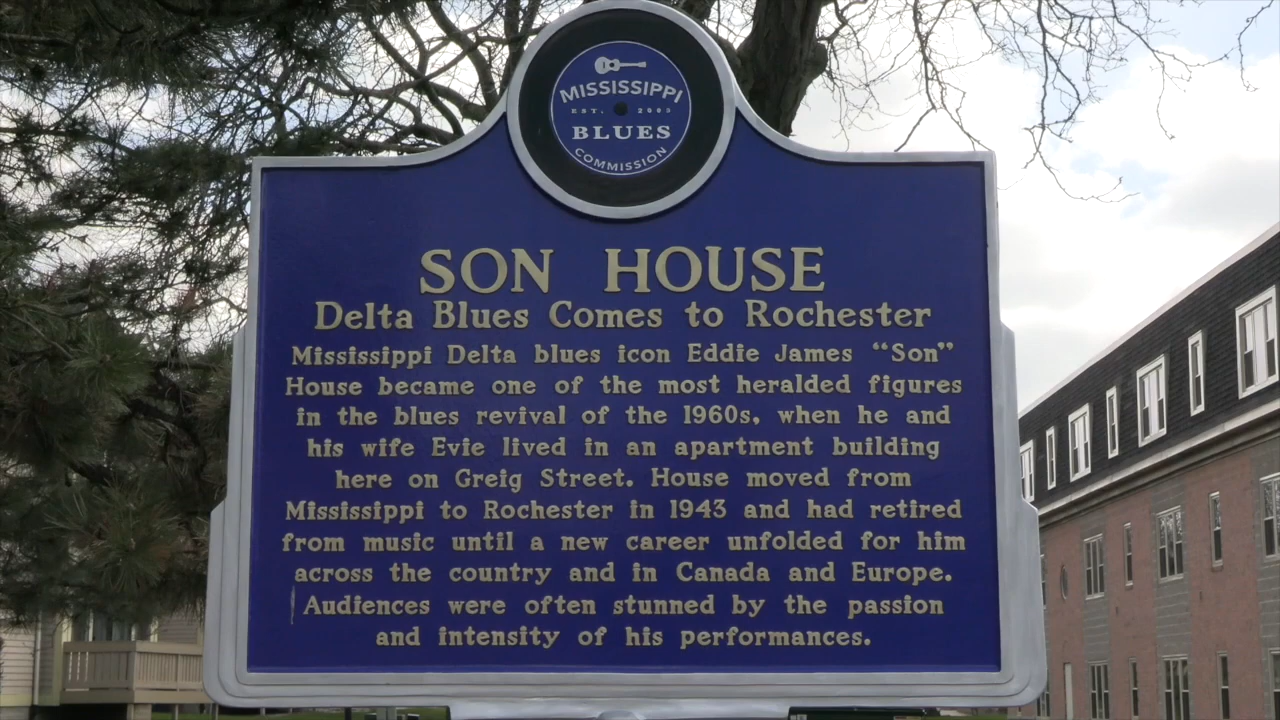 MISSISSIPPI
EST. 2005
BLUES
COMMISSION
SON HOUSE
Delta Blues Comes to Rochester
Mississippi Delta blues icon Eddie James "Son"
House became one of the most heralded figures
in the blues revival of the 1960s, when he and
his wife Evie lived in an apartment building
here on Greig Street. House moved from
Mississippi to Rochester in 1943 and had retired
from music until a new career unfolded for him
across the country and in Canada and Europe.
Audiences were often stunned by the passion
and intensity of his performances.